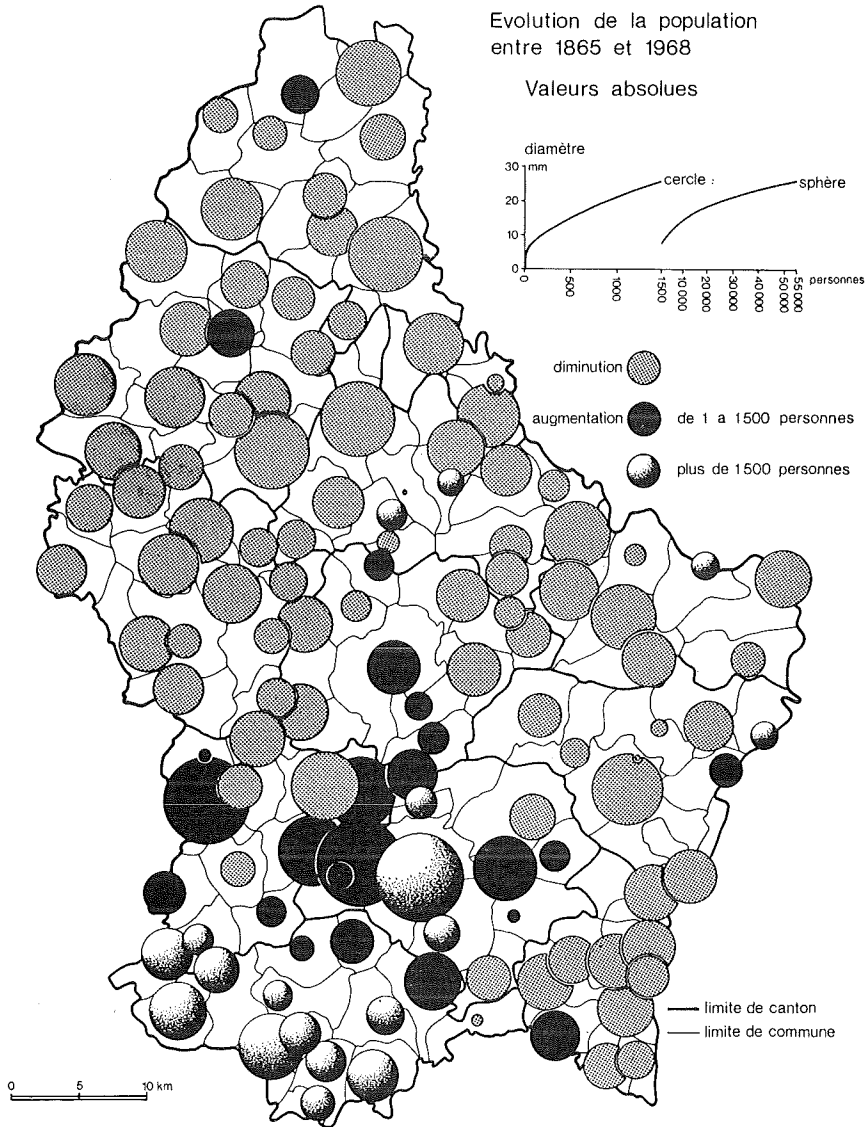 Evolution de la population
entre 1865 et 1968
Valeurs absolues
diamètre
30
mm
cercle :
sphère
20
10
0
0
500
1000
1500
10 000
20 000
30 000
40 000
50 000
55 000
personnes
diminution
augmentation
de 1 a 1500 personnes
plus de 1500 personnes
limite de canton
limite de commune
0
5
10 km